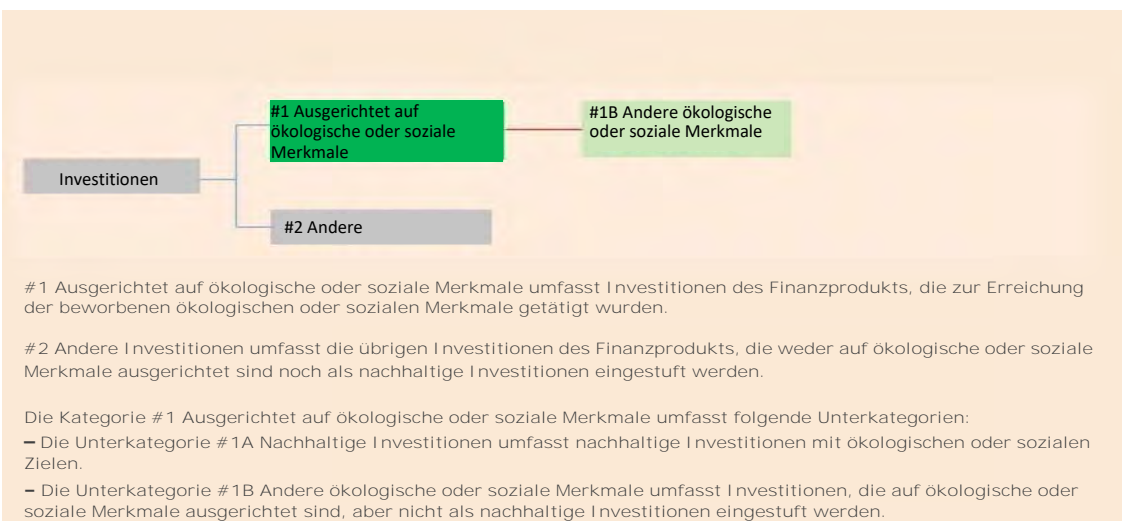 #1 Ausgerichtet auf
ökologische oder soziale
Merkmale
#1B Andere ökologische
oder soziale Merkmale
Investitionen
#2 Andere
#1 Ausgerichtet auf ökologische oder soziale Merkmale umfasst Investitionen des Finanzprodukts, die zur Erreichung
der beworbenen ökologischen oder sozialen Merkmale getätigt wurden.
#2 Andere Investitionen umfasst die übrigen Investitionen des Finanzprodukts, die weder auf ökologische oder soziale
Merkmale ausgerichtet sind noch als nachhaltige Investitionen eingestuft werden.
Die Kategorie #1 Ausgerichtet auf ökologische oder soziale Merkmale umfasst folgende Unterkategorien:
– Die Unterkategorie #1A Nachhaltige Investitionen umfasst nachhaltige Investitionen mit ökologischen oder sozialen
Zielen.
– Die Unterkategorie #1B Andere ökologische oder soziale Merkmale umfasst Investitionen, die auf ökologische oder
soziale Merkmale ausgerichtet sind, aber nicht als nachhaltige Investitionen eingestuft werden.